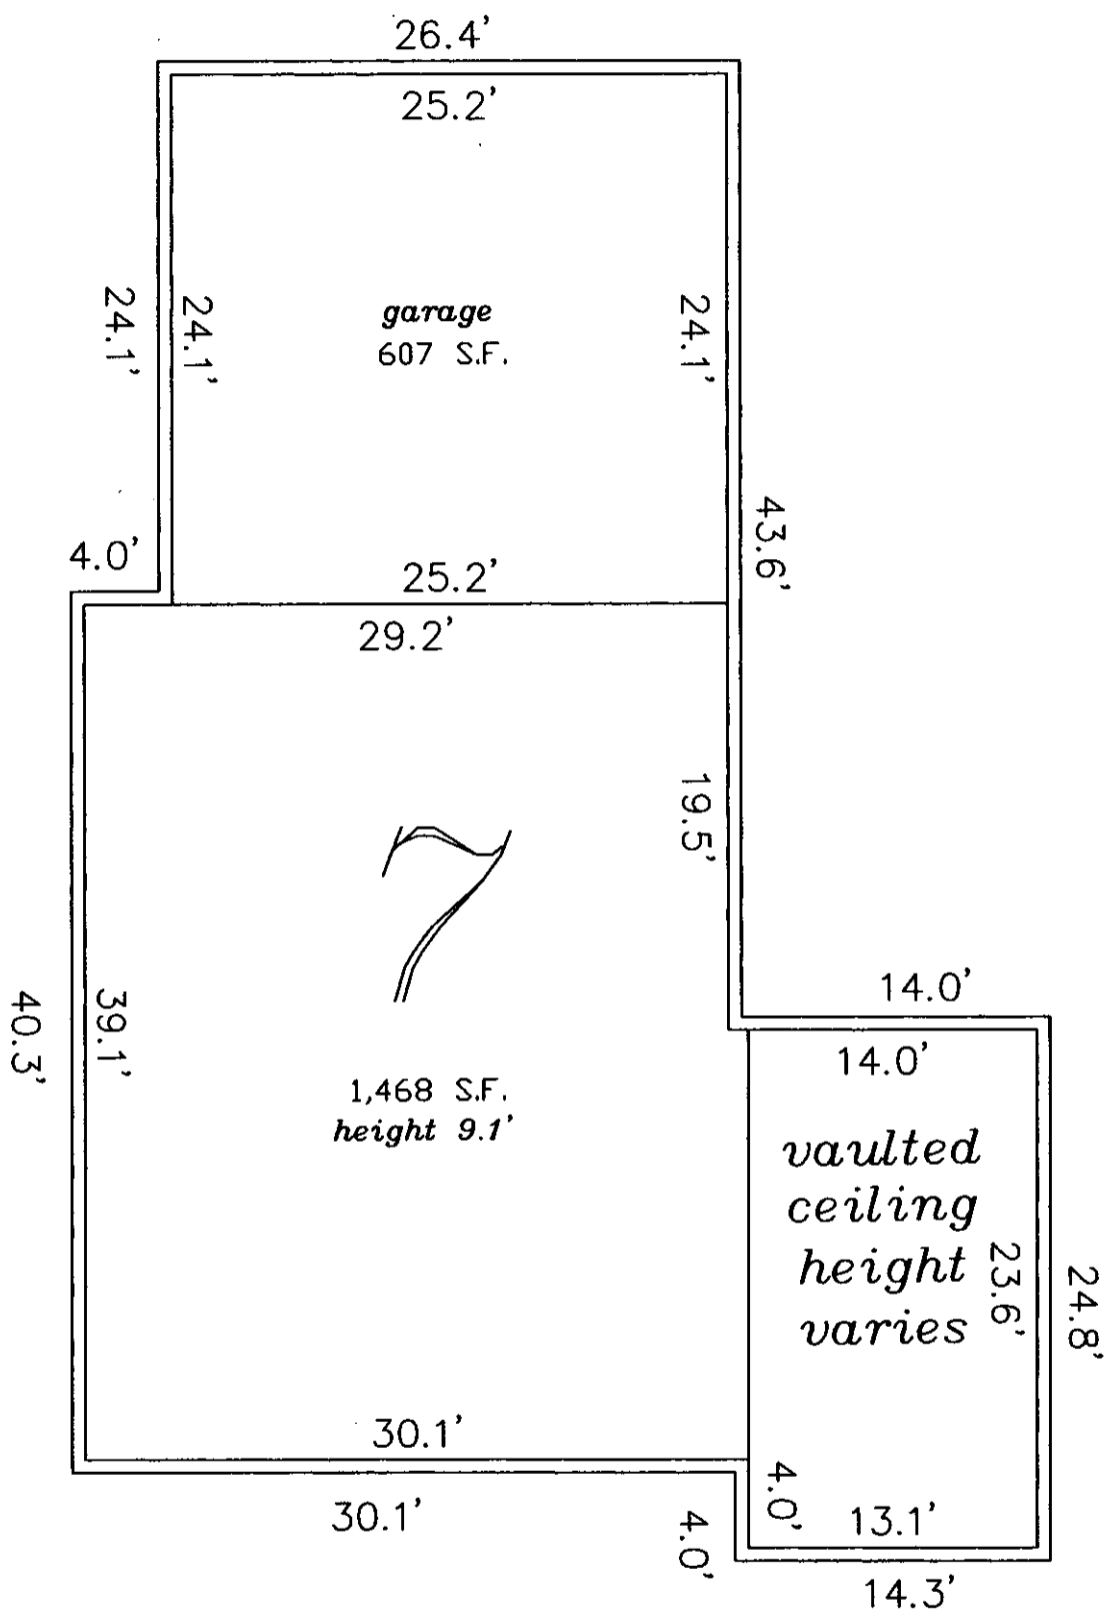 26.4'
25.2'
24.1'
24.1'
garage
607 S.F.
24.1'
43.6'
4.0'
25.2'
29.2'
19.5'
7
14.0'
14.0'
40.3'
39.1'
1,468 S.F.
height 9.1'
vaulted
ceiling
height
varies
23.6'
24.8'
30.1'
30.1'
4.0'
4.0'
13.1'
14.3'